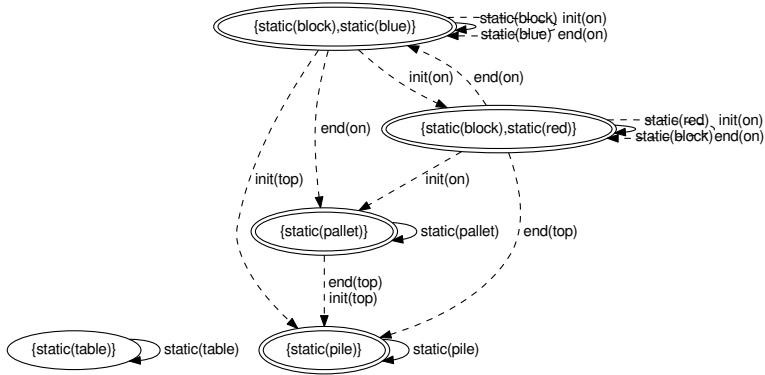 {static(block),static(blue)}
static(block) init(on)
static(blue) end(on)
init(on)
end(on)
end(on)
{static(block),static(red)}
static(red) init(on)
static(block) end(on)
init(top)
init(on)
{static(pallet)}
static(pallet)
end(top)
end(top)
init(top)
{static(table)}
static(table)
{static(pile)}
static(pile)